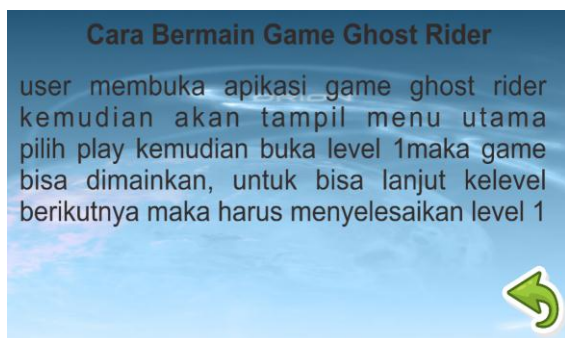 Cara Bermain Game Ghost Rider
user membuka apikasi game ghost rider
kemudian akan tampil menu utama
pilih play kemudian buka level 1maka game
bisa dimainkan, untuk bisa lanjut kelevel
berikutnya maka harus menyelesaikan level 1